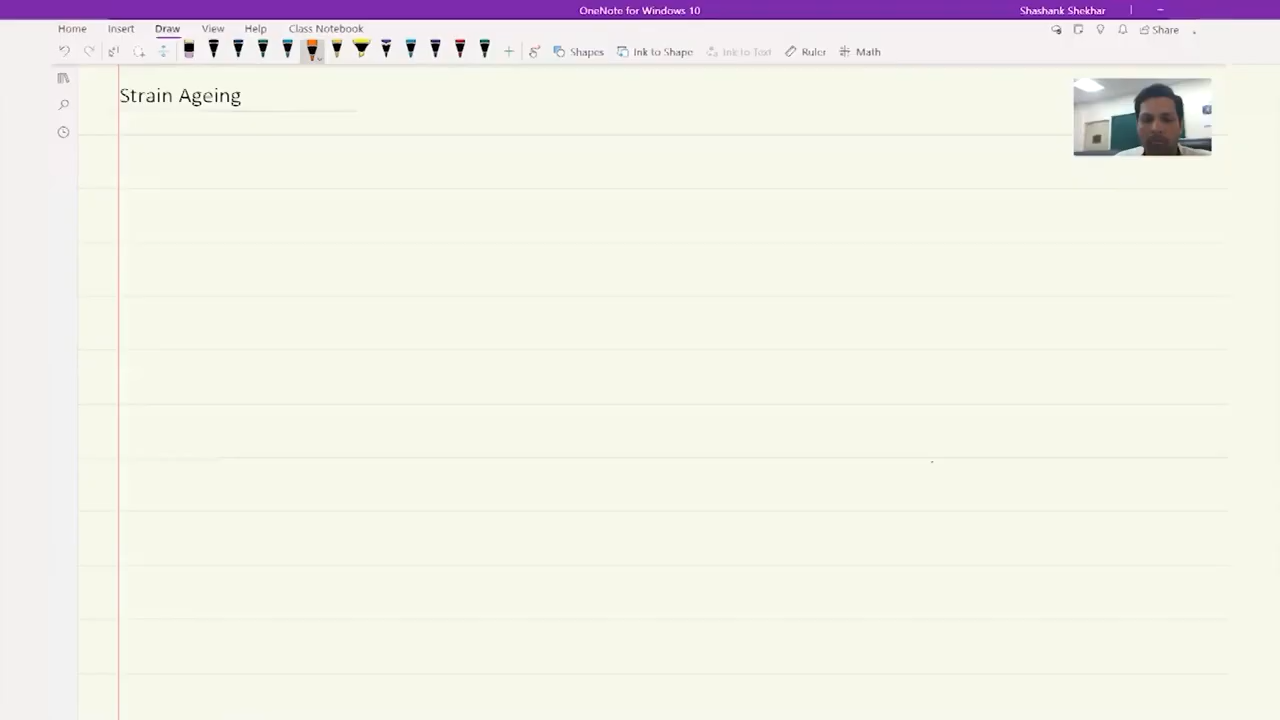 OneNote for Windows 10
Shashank Shekhar
Home Insert Draw View Help Class Notebook
Share
Shapes Ink to Shape Ink to Text Ruler Math
Strain Ageing